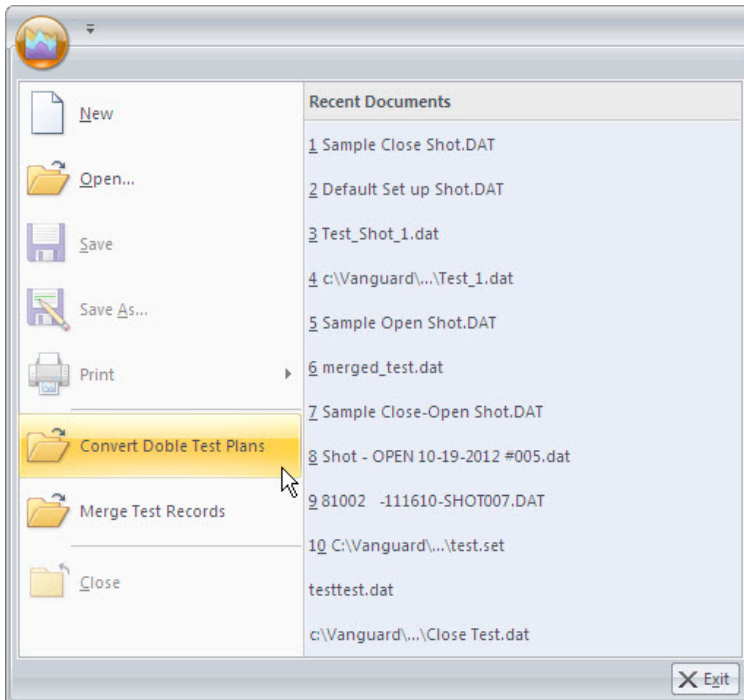 New
Open...
Save
Save As...
Print
Convert Doble Test Plans
Merge Test Records
Close
Recent Documents
1 Sample Close Shot.DAT
2 Default Set up Shot.DAT
3 Test_Shot_1.dat
4 c:\Vanguard\...\Test_1.dat
5 Sample Open Shot.DAT
6 merged_test.dat
7 Sample Close-Open Shot.DAT
8 Shot - OPEN 10-19-2012 #005.dat
9 81002   -111610-SHOT007.DAT
10 C:\Vanguard\...\test.set
testtest.dat
c:\Vanguard\...\Close Test.dat
Exit